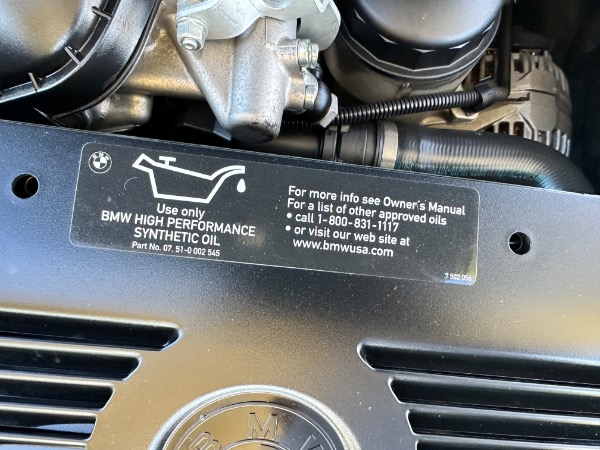 Use only
BMW HIGH PERFORMANCE
SYNTHETIC OIL
Part No. 07. 51-0 002 545
For more info see Owner's Manual
For a list of other approved oils
• call 1-800-831-1117
• or visit our web site at
www.bmwusa.com
7 502 056
M